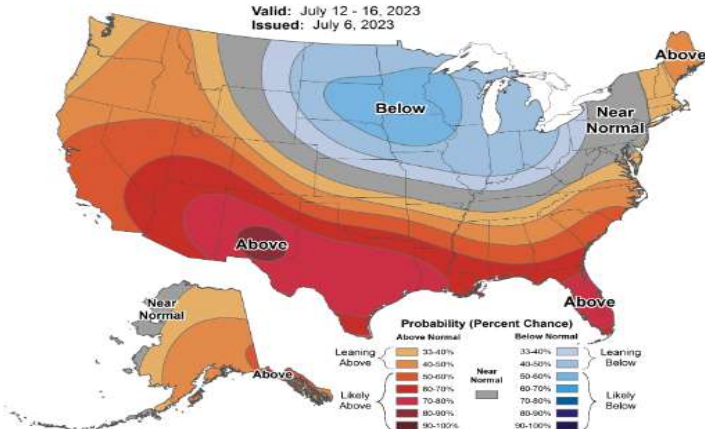 Valid: July 12 - 16, 2023
Issued: July 6, 2023
Above
Below
Near
Normal
Above
Near
Normal
Above
Above
Probability (Percent Chance)
Above Normal
Below Normal
Leaning
Above
Likely
Above
33-40%
40-50%
50-60%
60-70%
70-80%
80-90%
90-100%
Near
Normal
33-40%
40-50%
50-60%
60-70%
70-80%
80-90%
90-100%
Leaning
Below
Likely
Below